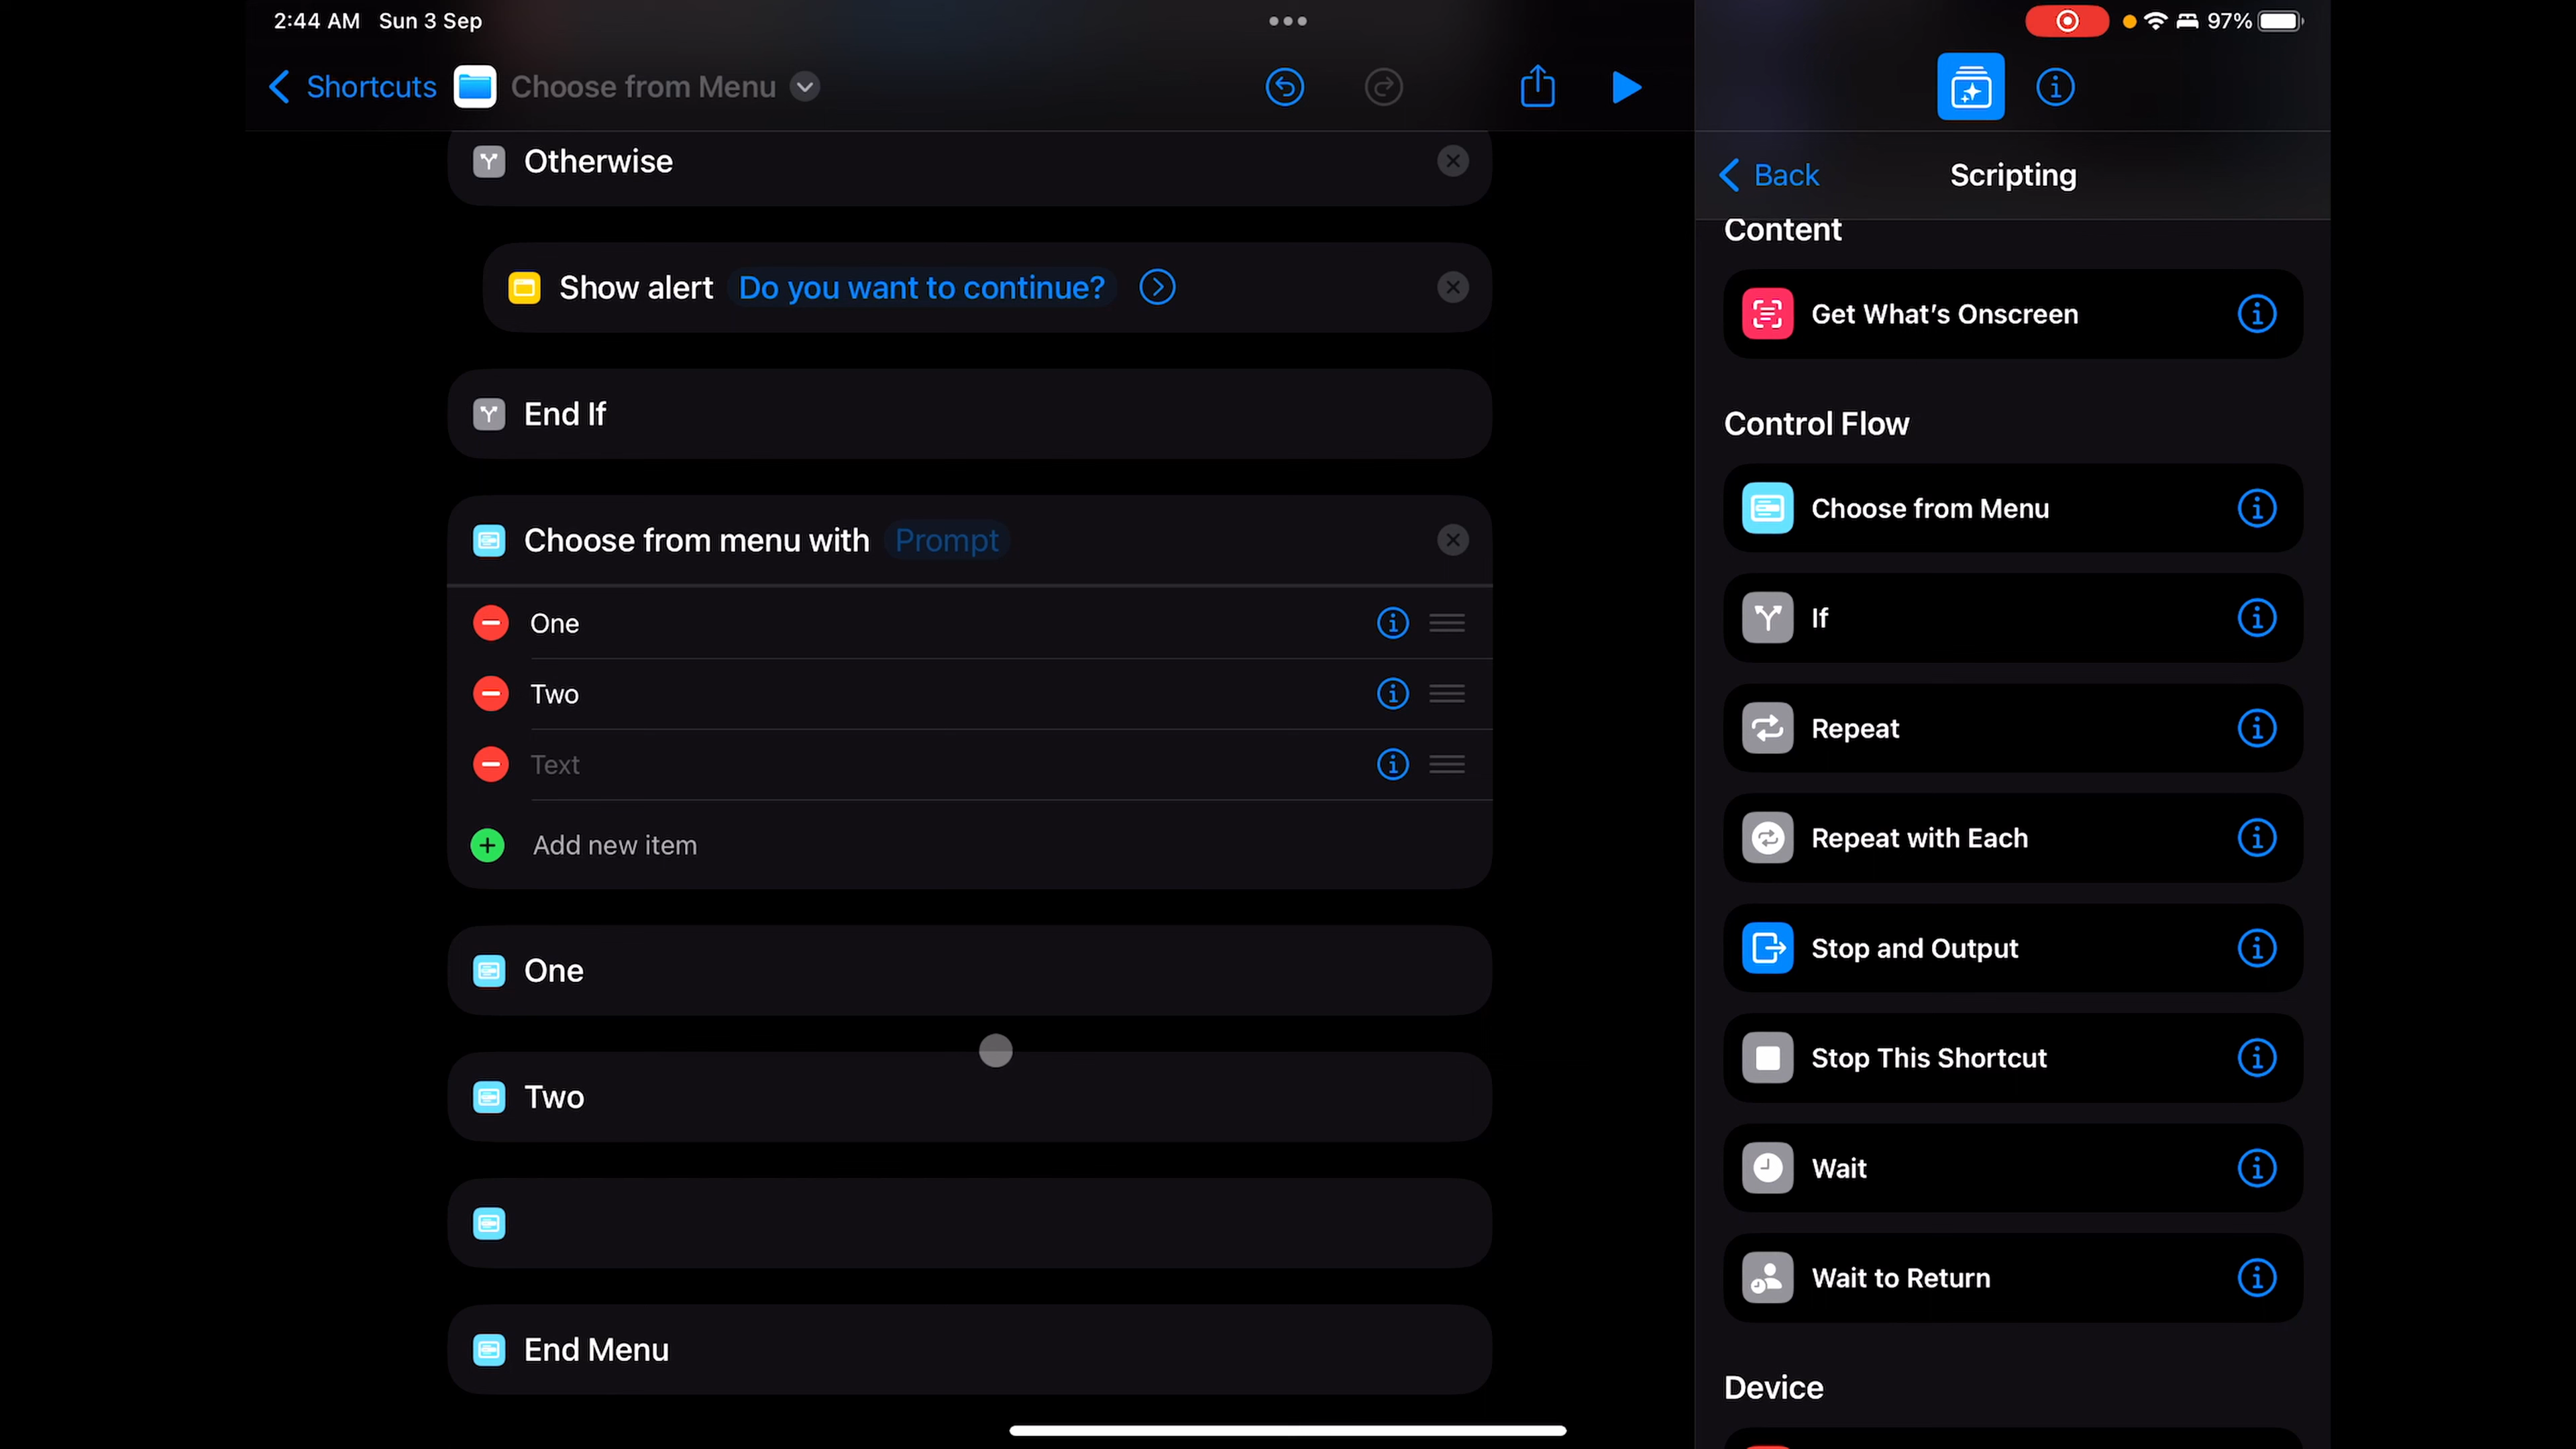 2:44 AM Sun 3 Sep
97%
Shortcuts
Choose from Menu
Otherwise
Show alert Do you want to continue?
End If
Choose from menu with Prompt
One
Two
Text
Add new item
One
Two
End Menu
Back
Scripting
Content
Get What's Onscreen
Control Flow
Choose from Menu
If
Repeat
Repeat with Each
Stop and Output
Stop This Shortcut
Wait
Wait to Return
Device